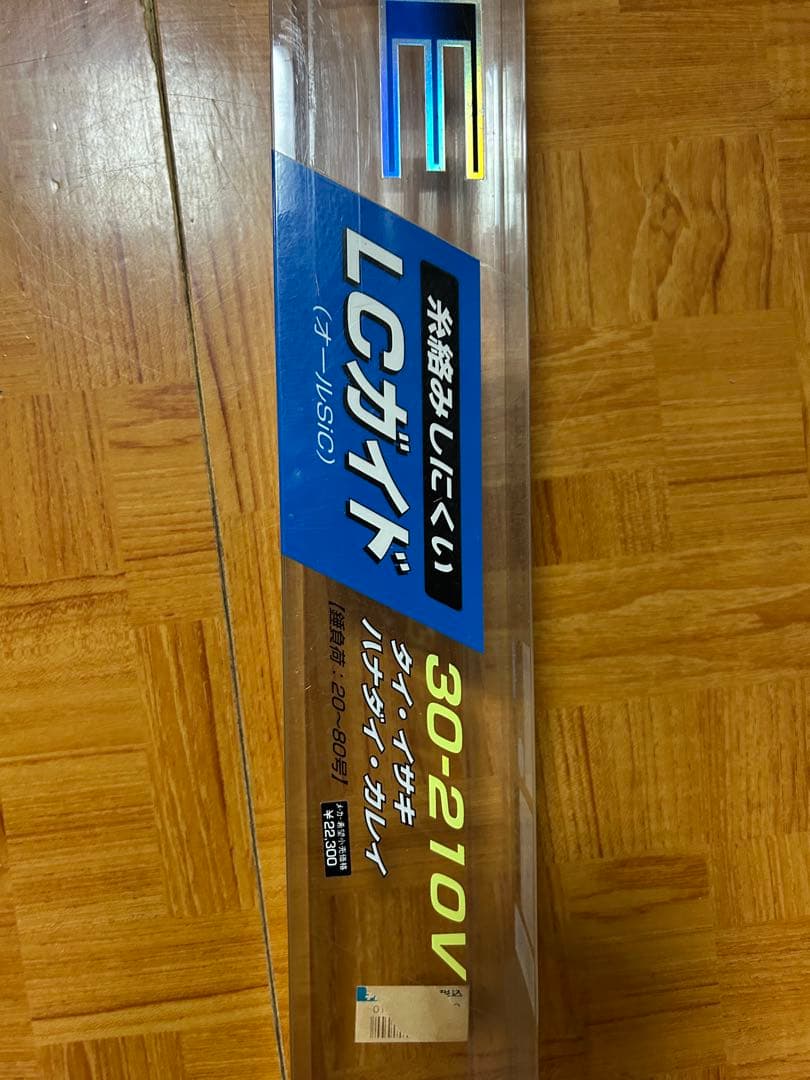 E
糸絡みしにくい
LCガイド
(オールSiC)
30-210V
タイ・イサキ
ハナダイ・カレイ
【錘負荷：20~80号】
メーカー希望小売価格
¥22,300